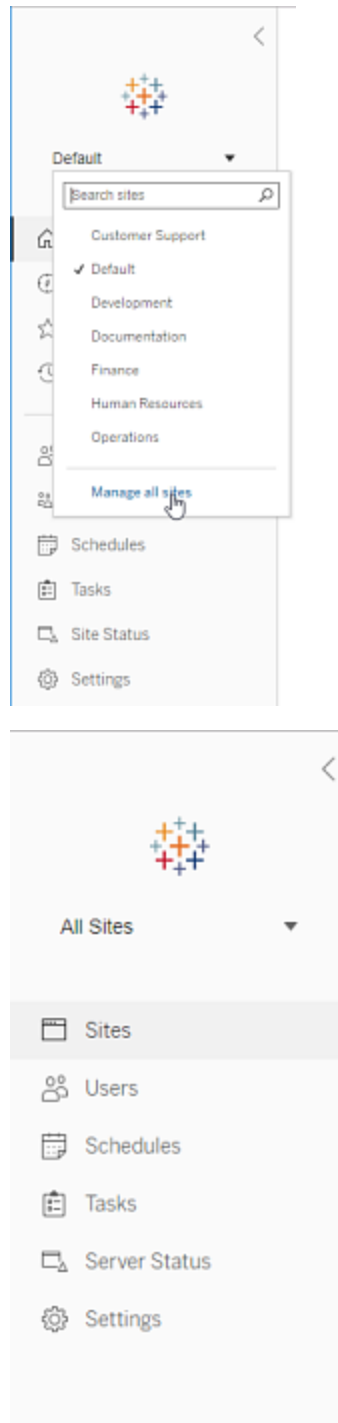 Default
Search sites
Customer Support
Default
Development
Documentation
Finance
Human Resources
Operations
Manage all sites
Schedules
Tasks
Site Status
Settings
All Sites
Sites
Users
Schedules
Tasks
Server Status
Settings